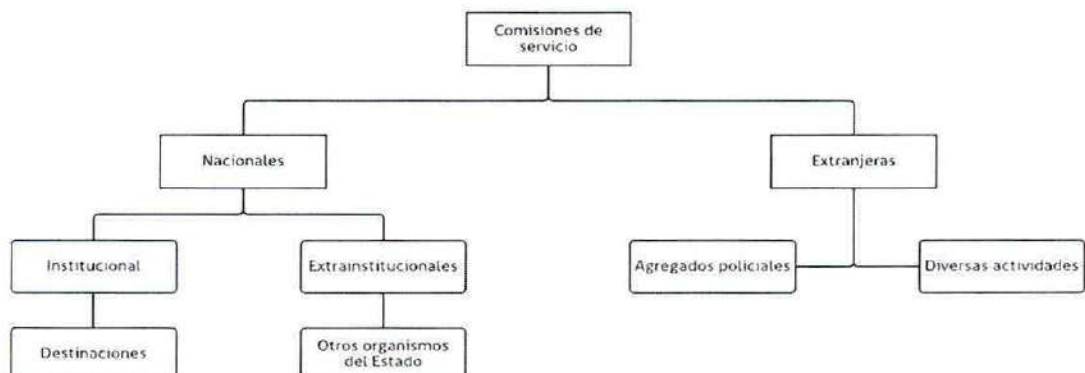 Comisiones de
servicio
Nacionales
Extranjeras
Institucional
Extrainstitucionales
Agregados policiales
Diversas actividades
Destinaciones
Otros organismos
del Estado